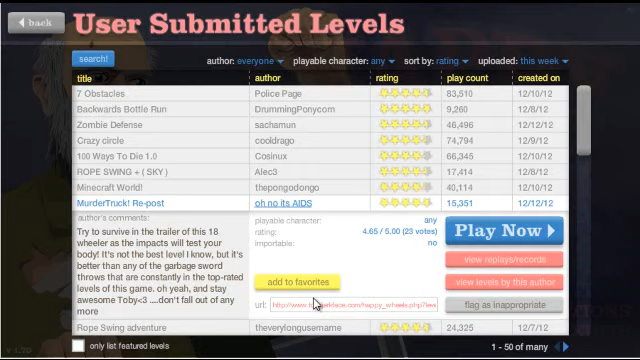 back
User Submitted Levels
search!
author: everyone playable character: any sort by: rating uploaded: this week
title author rating play count created on
7 Obstacles Police Page 83,510 12/10/12
Backwards Bottle Run DrummingPonycom 9,260 12/8/12
Zombie Defense sachamun 46,496 12/12/12
Crazy circle cooldrago 74,794 12/9/12
100 Ways To Die 1.0 Cosinux 66,345 12/10/12
ROPE SWING + ( SKY ) Alec3 17,414 12/8/12
Minecraft World! thepongodongo 40,114 12/10/12
MurderTruck! Re-post oh no its AIDS 15,351 12/12/12
author's comments:
Try to survive in the trailer of this 18
wheeler as the impacts will test your
body! It's not the best level I know, but it's
better than any of the garbage sword
throws that are constantly in the top-rated
levels of this game. oh yeah, and stay
awesome Toby<3 ....don't fall out of any
more
playable character: any
rating: 4.65 / 5.00 (23 votes)
importable: no
add to favorites
url:
Play Now
view replays/records
view levels by this author
flag as inappropriate
Rope Swing adventure theverylongusername 24,325 12/7/12
only list featured levels
1 - 50 of many
v 1.20